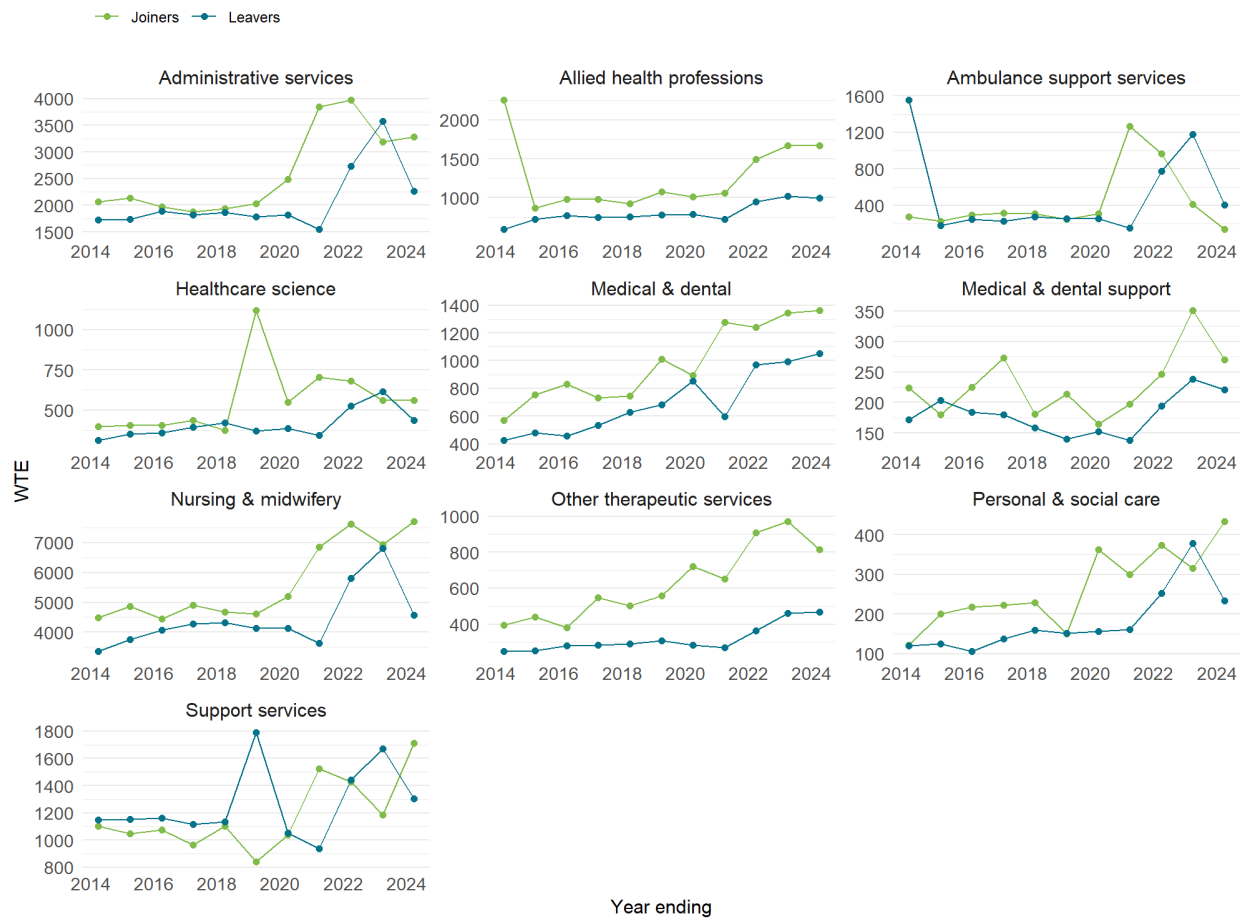 Joiners Leavers
Administrative services
4000
3500
3000
2500
2000
1500
2014 2016 2018 2020 2022 2024
Allied health professions
2000
1500
1000
2014 2016 2018 2020 2022 2024
Ambulance support services
1600
1200
800
400
2014 2016 2018 2020 2022 2024
Healthcare science
1000
750
500
2014 2016 2018 2020 2022 2024
Medical & dental
1400
1200
1000
800
600
400
2014 2016 2018 2020 2022 2024
Medical & dental support
350
300
250
200
150
2014 2016 2018 2020 2022 2024
WTE
Nursing & midwifery
7000
6000
5000
4000
2014 2016 2018 2020 2022 2024
Other therapeutic services
1000
800
600
400
2014 2016 2018 2020 2022 2024
Personal & social care
400
300
200
100
2014 2016 2018 2020 2022 2024
Support services
1800
1600
1400
1200
1000
800
2014 2016 2018 2020 2022 2024
Year ending